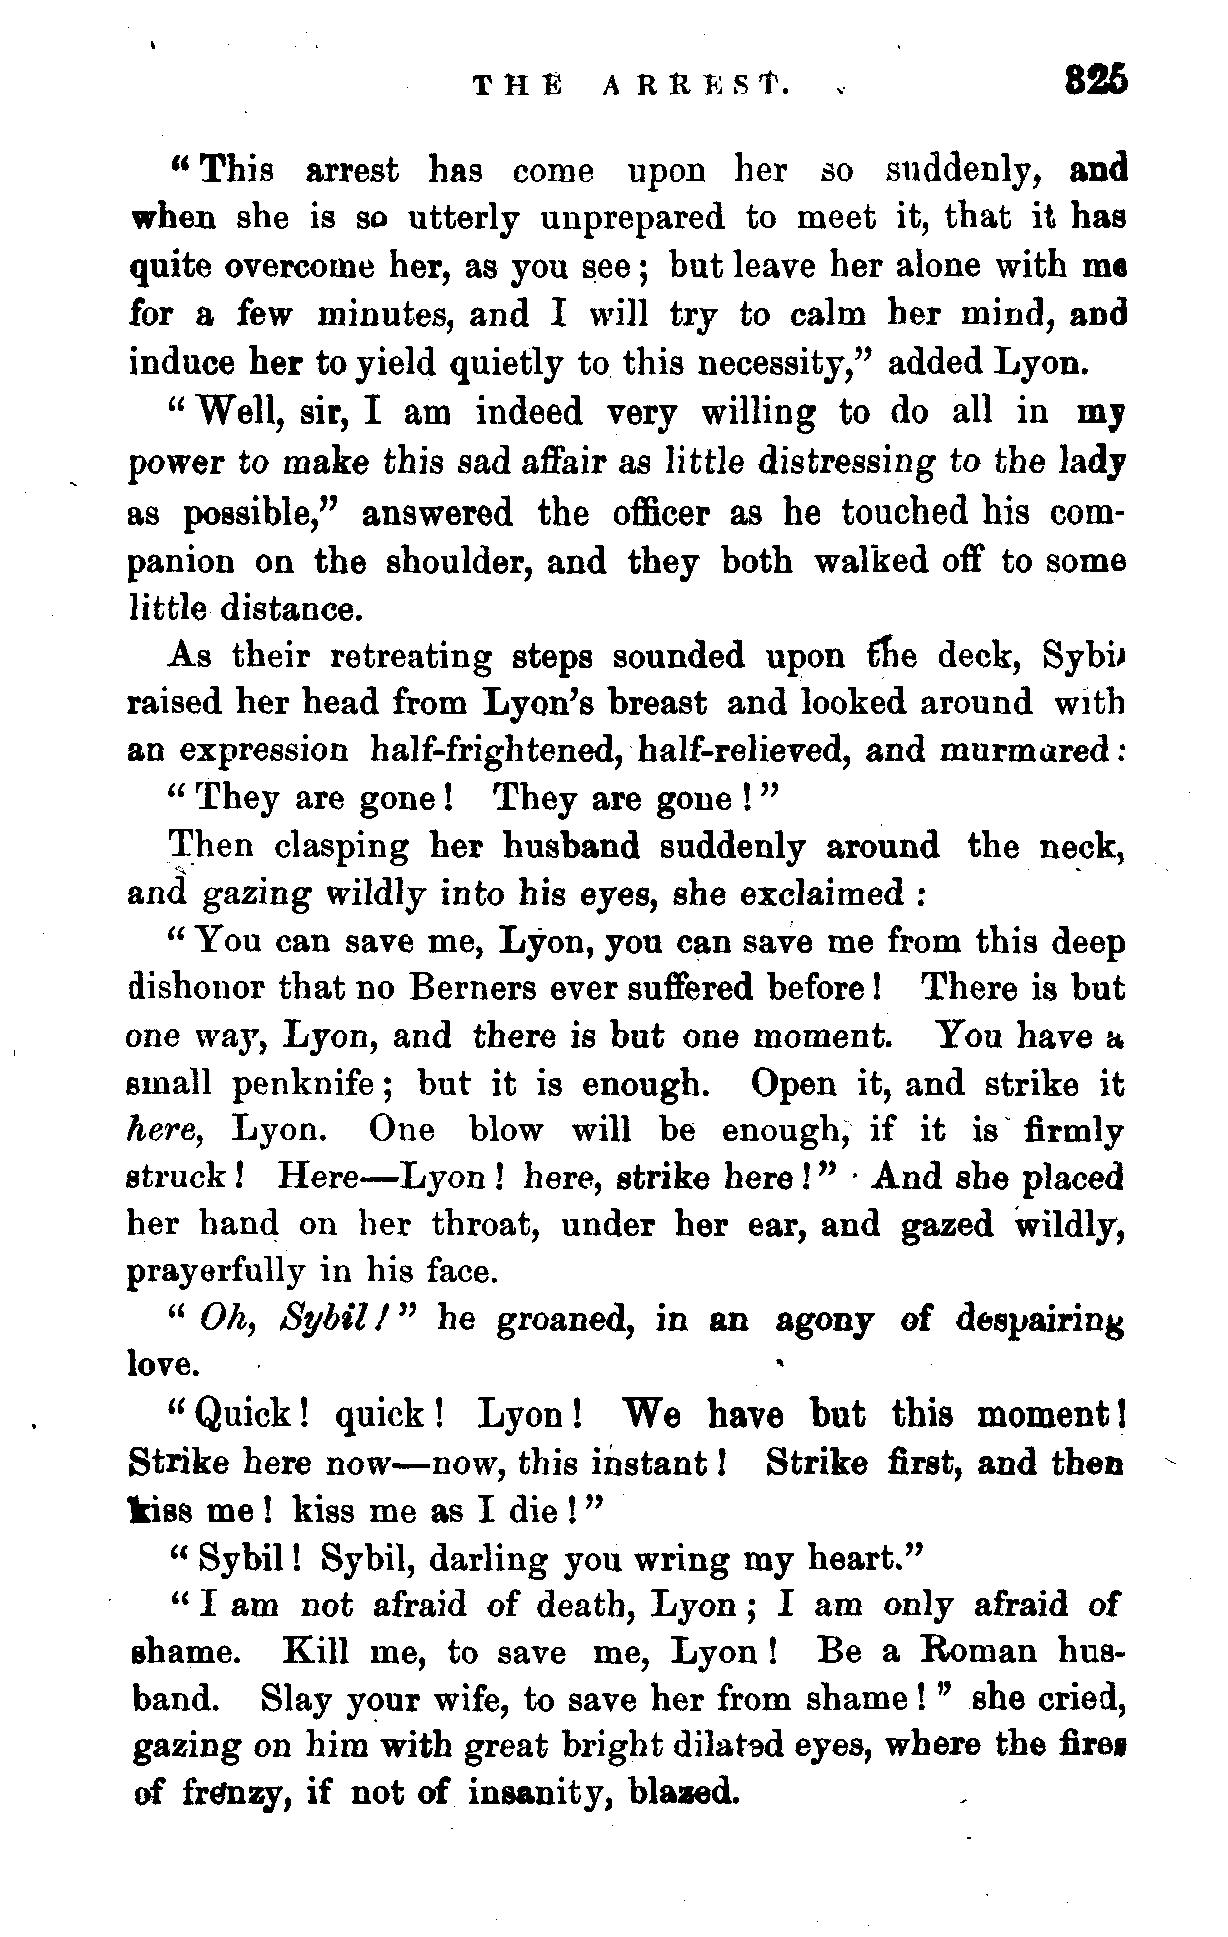 THE ARREST. 325
“This arrest has come upon her so suddenly, and
when she is so utterly unprepared to meet it, that it has
quite overcome her, as you see; but leave her alone with me
for a few minutes, and I will try to calm her mind, and
induce her to yield quietly to this necessity,” added Lyon.
“Well, sir, I am indeed very willing to do all in my
power to make this sad affair as little distressing to the lady
as possible,” answered the officer as he touched his com-
panion on the shoulder, and they both walked off to some
little distance.
As their retreating steps sounded upon the deck, Sybil
raised her head from Lyon’s breast and looked around with
an expression half-frightened, half-relieved, and murmured:
“They are gone! They are gone!”
Then clasping her husband suddenly around the neck,
and gazing wildly into his eyes, she exclaimed:
“You can save me, Lyon, you can save me from this deep
dishonor that no Berners ever suffered before! There is but
one way, Lyon, and there is but one moment. You have a
small penknife; but it is enough. Open it, and strike it
here, Lyon. One blow will be enough, if it is firmly
struck! Here—Lyon! here, strike here!” And she placed
her hand on her throat, under her ear, and gazed wildly,
prayerfully in his face.
“Oh, Sybil!” he groaned, in an agony of despairing
love.
“Quick! quick! Lyon! We have but this moment!
Strike here now—now, this instant! Strike first, and then
kiss me! kiss me as I die!”
“Sybil! Sybil, darling you wring my heart.”
“I am not afraid of death, Lyon; I am only afraid of
shame. Kill me, to save me, Lyon! Be a Roman hus-
band. Slay your wife, to save her from shame!” she cried,
gazing on him with great bright dilated eyes, where the fires
of frenzy, if not of insanity, blazed.